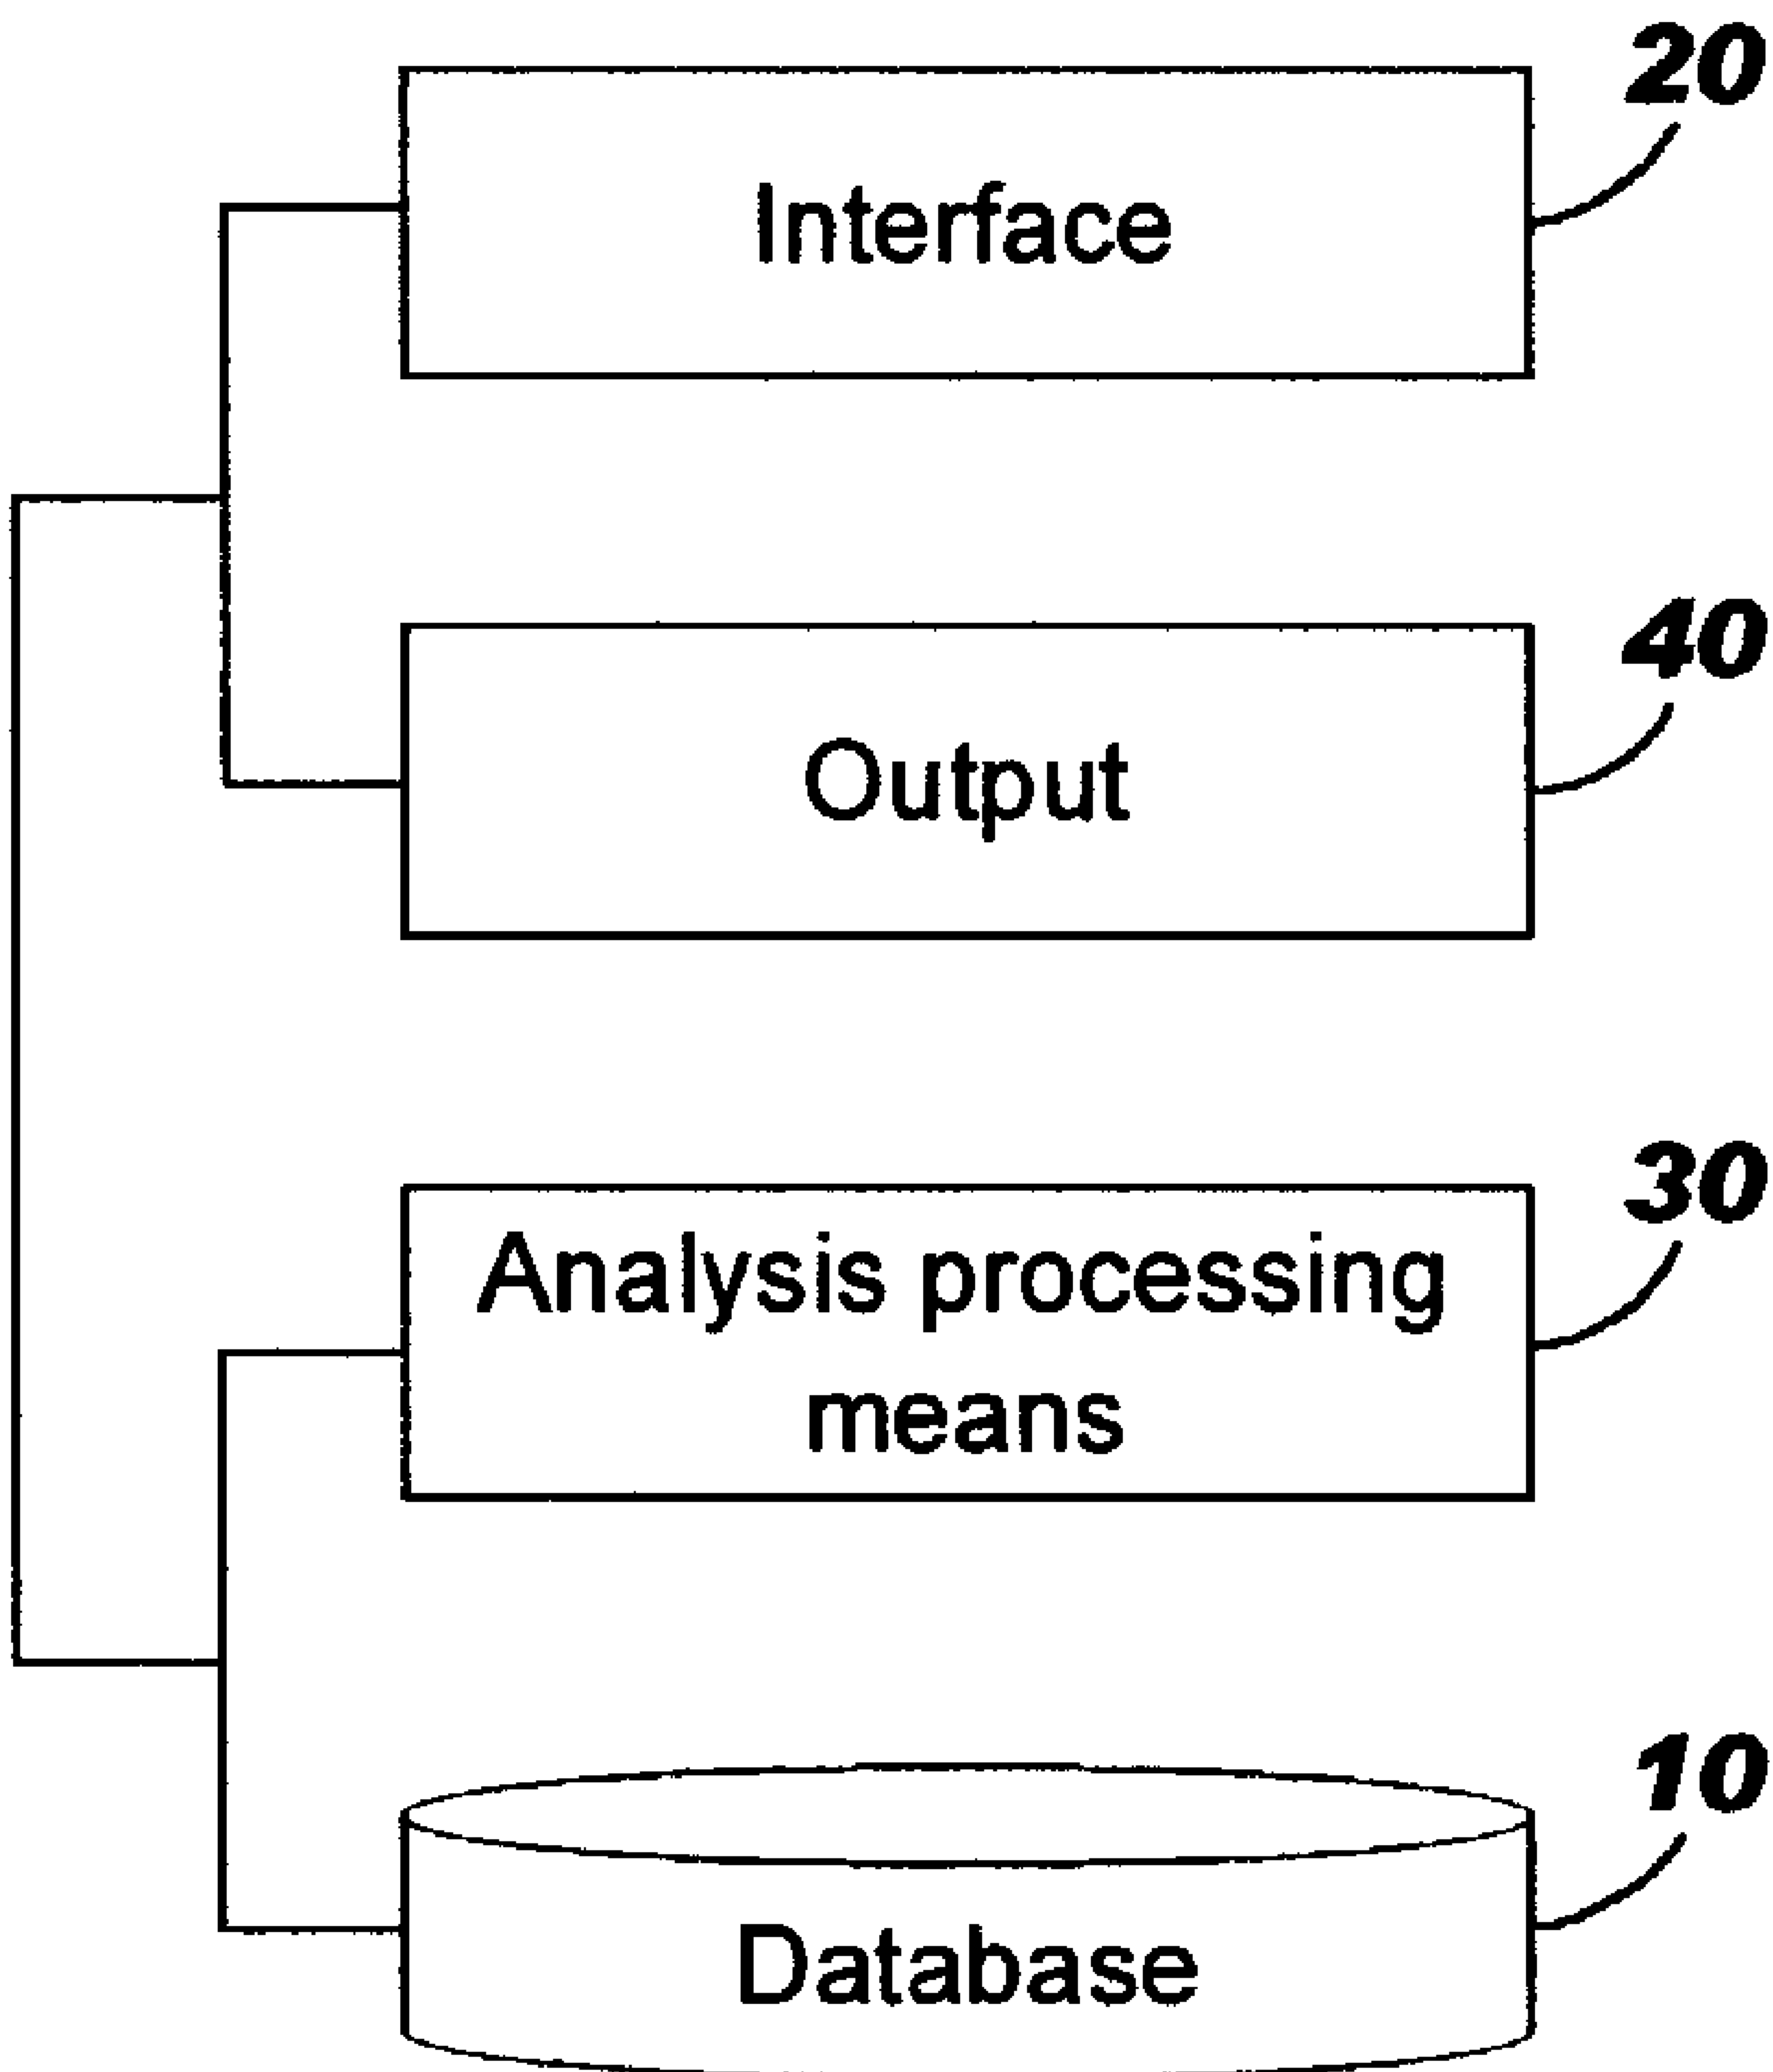 20
Interface
40
Output
30
Analysis processing
means
10
Database